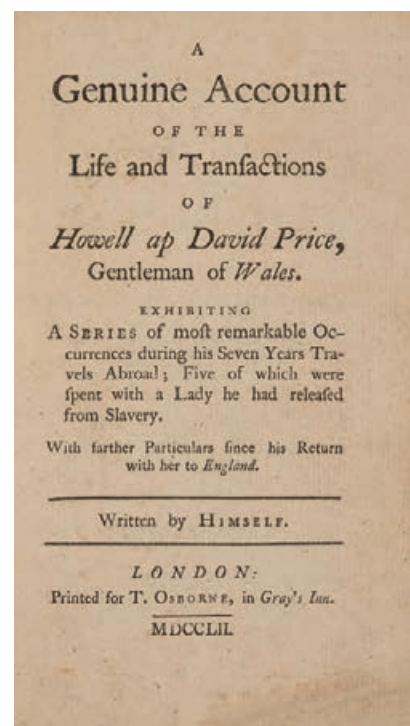 A
Genuine Account
OF THE
Life and Tranſactions
OF
Howell ap David Price,
Gentleman of Wales.
EXHIBITING
A SERIES of moſt remarkable Oc-
currences during his Seven Years Tra-
vels Abroad; Five of which were
ſpent with a Lady he had releaſed
from Slavery.
With farther Particulars ſince his Return
with her to England.
Written by HIMSELF.
LONDON:
Printed for T. OSBORNE, in Gray's Inn.
MDCCLII.